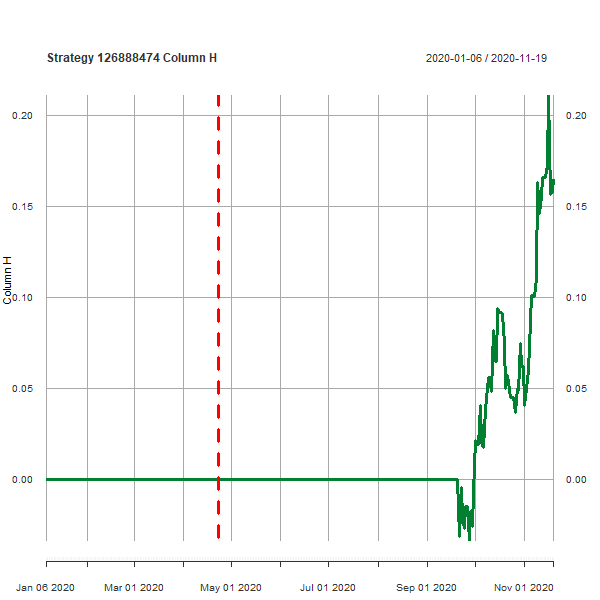 Strategy 126888474 Column H
2020-01-06 / 2020-11-19
0.20
0.20
0.15
0.15
Column H
0.10
0.10
0.05
0.05
0.00
0.00
Jan 06 2020
Mar 01 2020
May 01 2020
Jul 01 2020
Sep 01 2020
Nov 01 2020